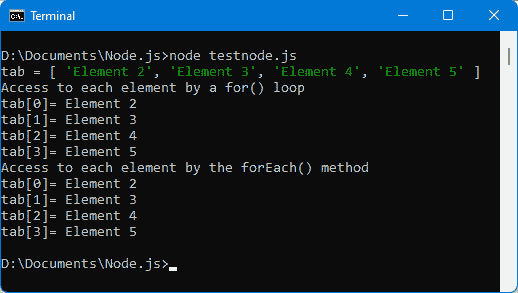 Terminal
D:\Documents\Node.js>node testnode.js
tab = [ 'Element 2', 'Element 3', 'Element 4', 'Element 5' ]
Access to each element by a for() loop
tab[0]= Element 2
tab[1]= Element 3
tab[2]= Element 4
tab[3]= Element 5
Access to each element by the forEach() method
tab[0]= Element 2
tab[1]= Element 3
tab[2]= Element 4
tab[3]= Element 5
D:\Documents\Node.js>